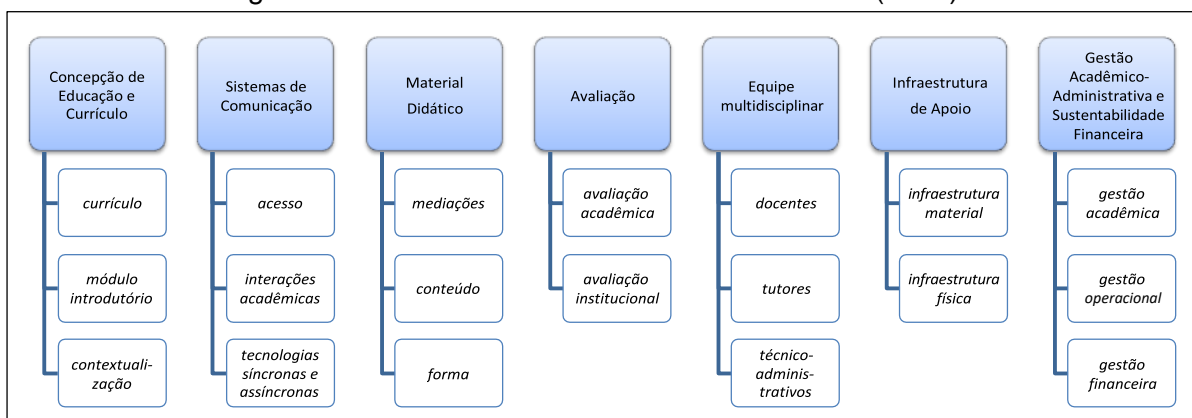 Concepção de
Educação e
Currículo
currículo
módulo
introdutório
contextuali-
zação
Sistemas de
Comunicação
acesso
interações
acadêmicas
tecnologias
síncronas e
assíncronas
Material
Didático
mediações
conteúdo
forma
Avaliação
avaliação
acadêmica
avaliação
institucional
Equipe
multidisciplinar
docentes
tutores
técnico-
adminis-
trativos
Infraestrutura
de Apoio
infraestrutura
material
infraestrutura
física
Gestão
Acadêmico-
Administrativa e
Sustentabilidade
Financeira
gestão
acadêmica
gestão
operacional
gestão
financeira